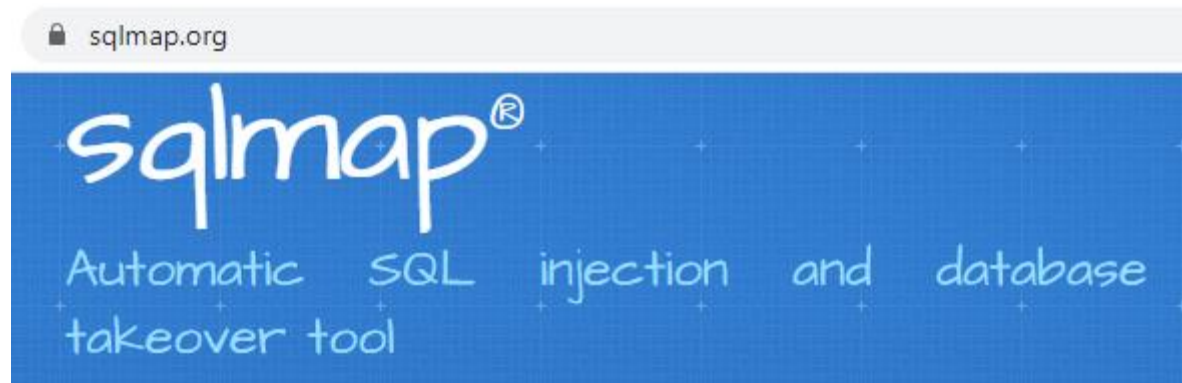 sqlmap.org
sqlmap®
Automatic SQL injection and database
takeover tool